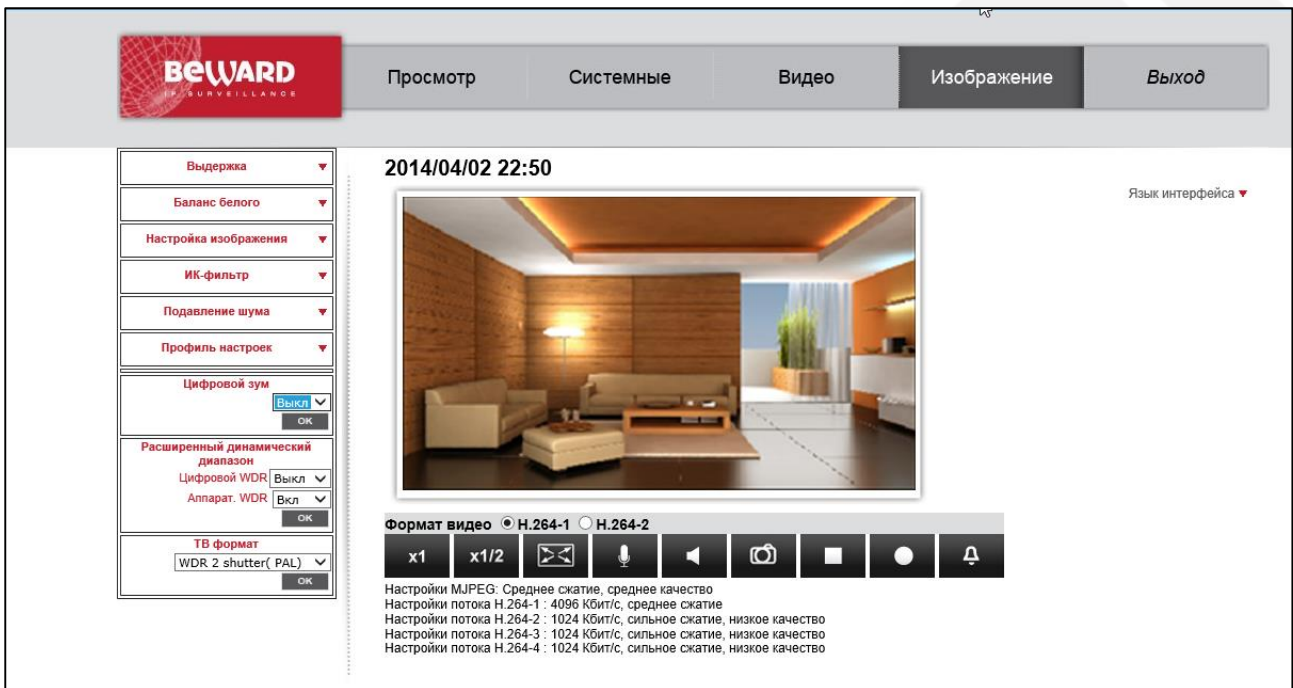 BEWARD
IP SURVEILLANCE
Просмотр
Системные
Видео
Изображение
Выход
Выдержка
Баланс белого
Настройка изображения
ИК-фильтр
Подавление шума
Профиль настроек
Цифровой зум
Выкл
ОК
Расширенный динамический
диапазон
Цифровой WDR Выкл
Аппарат. WDR Вкл
ОК
ТВ формат
WDR 2 shutter( PAL)
ОК
2014/04/02 22:50
Язык интерфейса
Формат видео H.264-1 H.264-2
x1 x1/2
Настройки MJPEG: Среднее сжатие, среднее качество
Настройки потока H.264-1 : 4096 Кбит/с, среднее сжатие
Настройки потока H.264-2 : 1024 Кбит/с, сильное сжатие, низкое качество
Настройки потока H.264-3 : 1024 Кбит/с, сильное сжатие, низкое качество
Настройки потока H.264-4 : 1024 Кбит/с, сильное сжатие, низкое качество